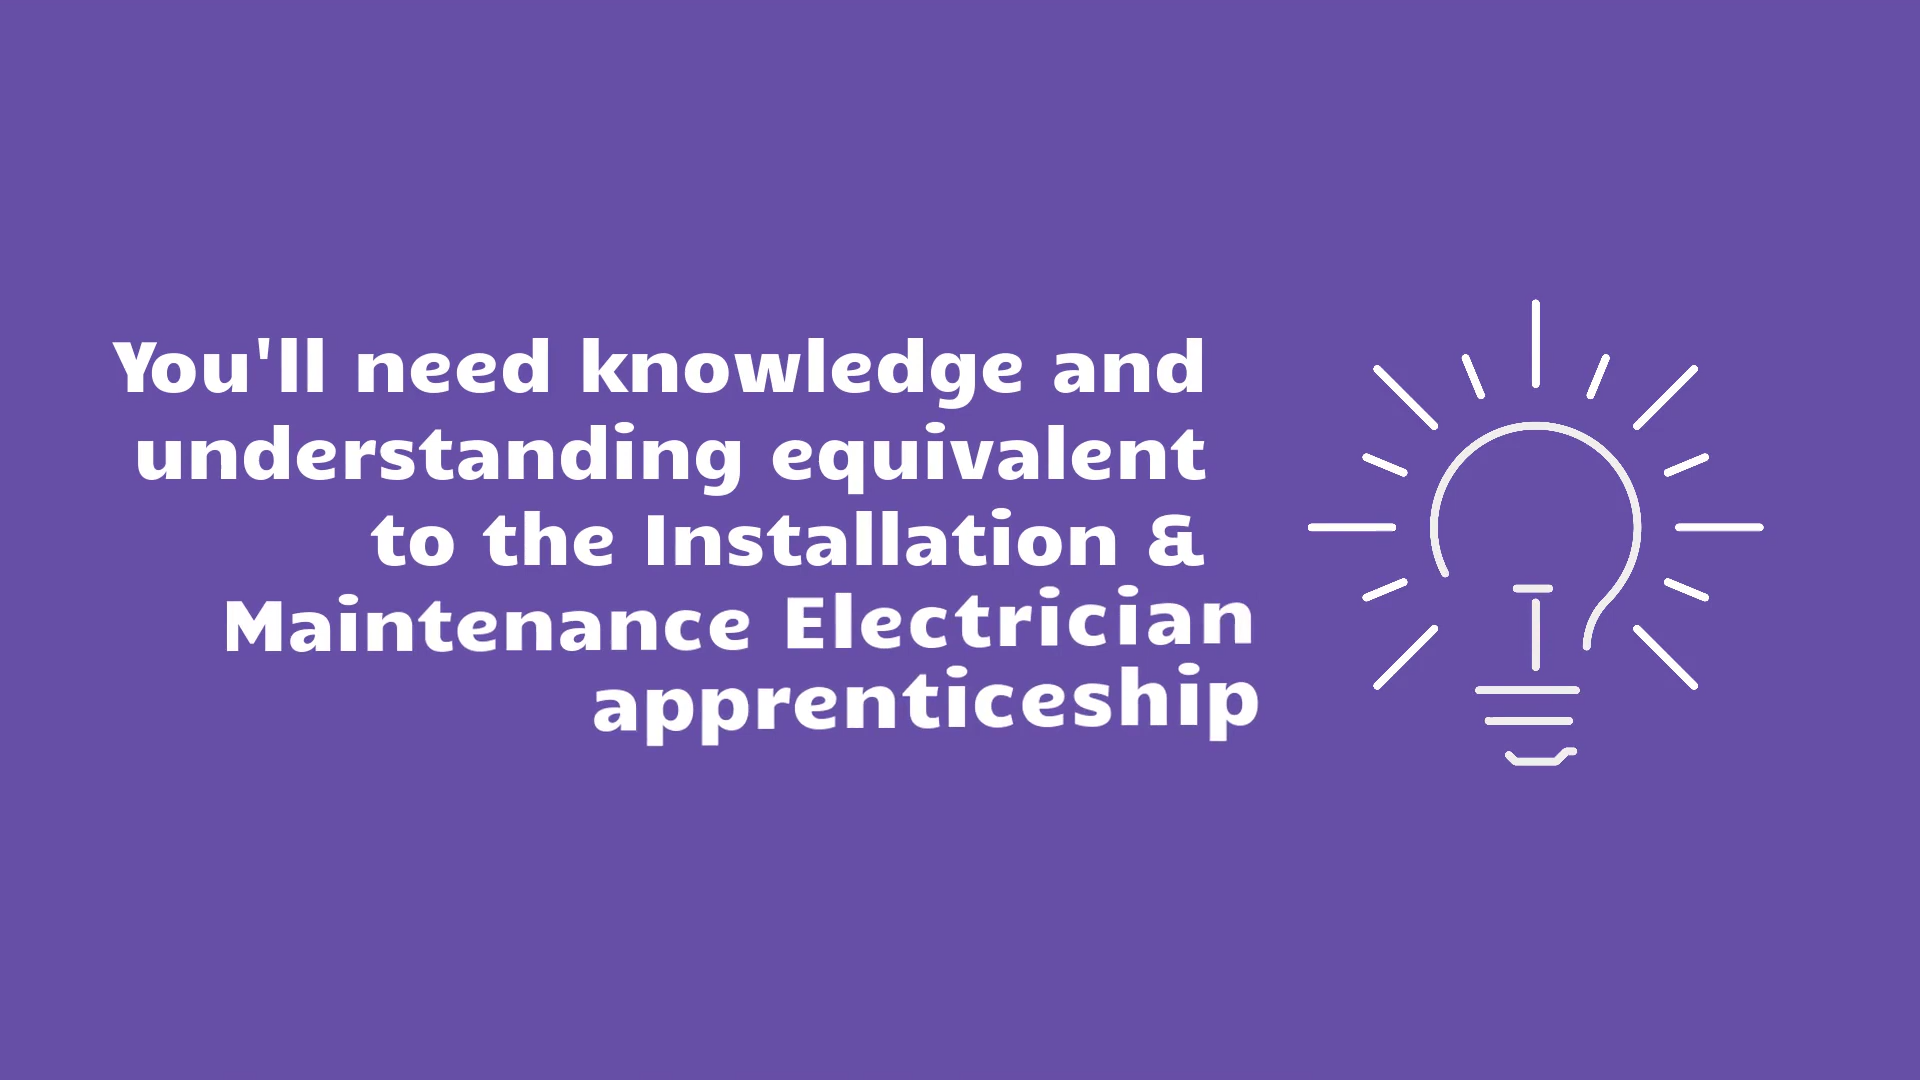 You'll need knowledge and
understanding equivalent
to the Installation &
Maintenance Electrician
apprenticeship